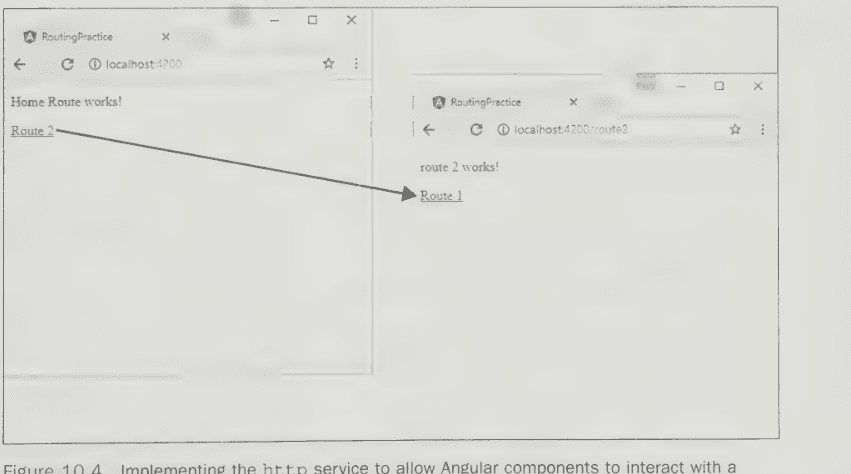 RoutingPractice
localhost:4200
Home Route works!
Route 2
RoutingPractice
localhost:4200/route2
route 2 works!
Route 1
Figure 10.4 Implementing the http service to allow Angular components to interact with a